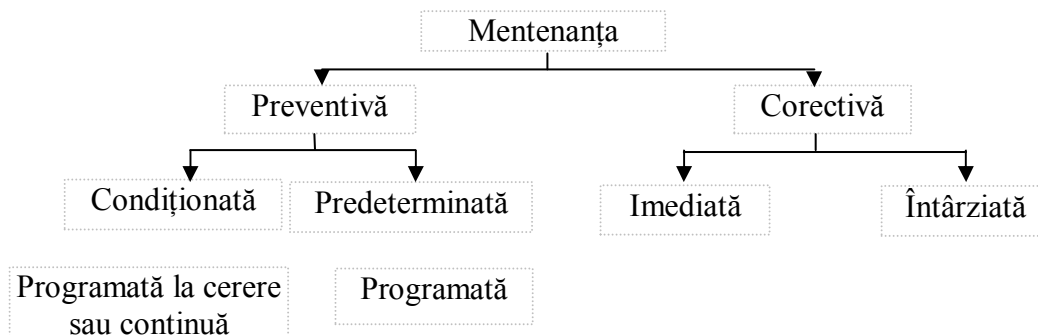 Mentenanța
Preventivă
Corectivă
Condiționată
Predeterminată
Imediată
Întârziată
Programată la cerere
sau continuă
Programată